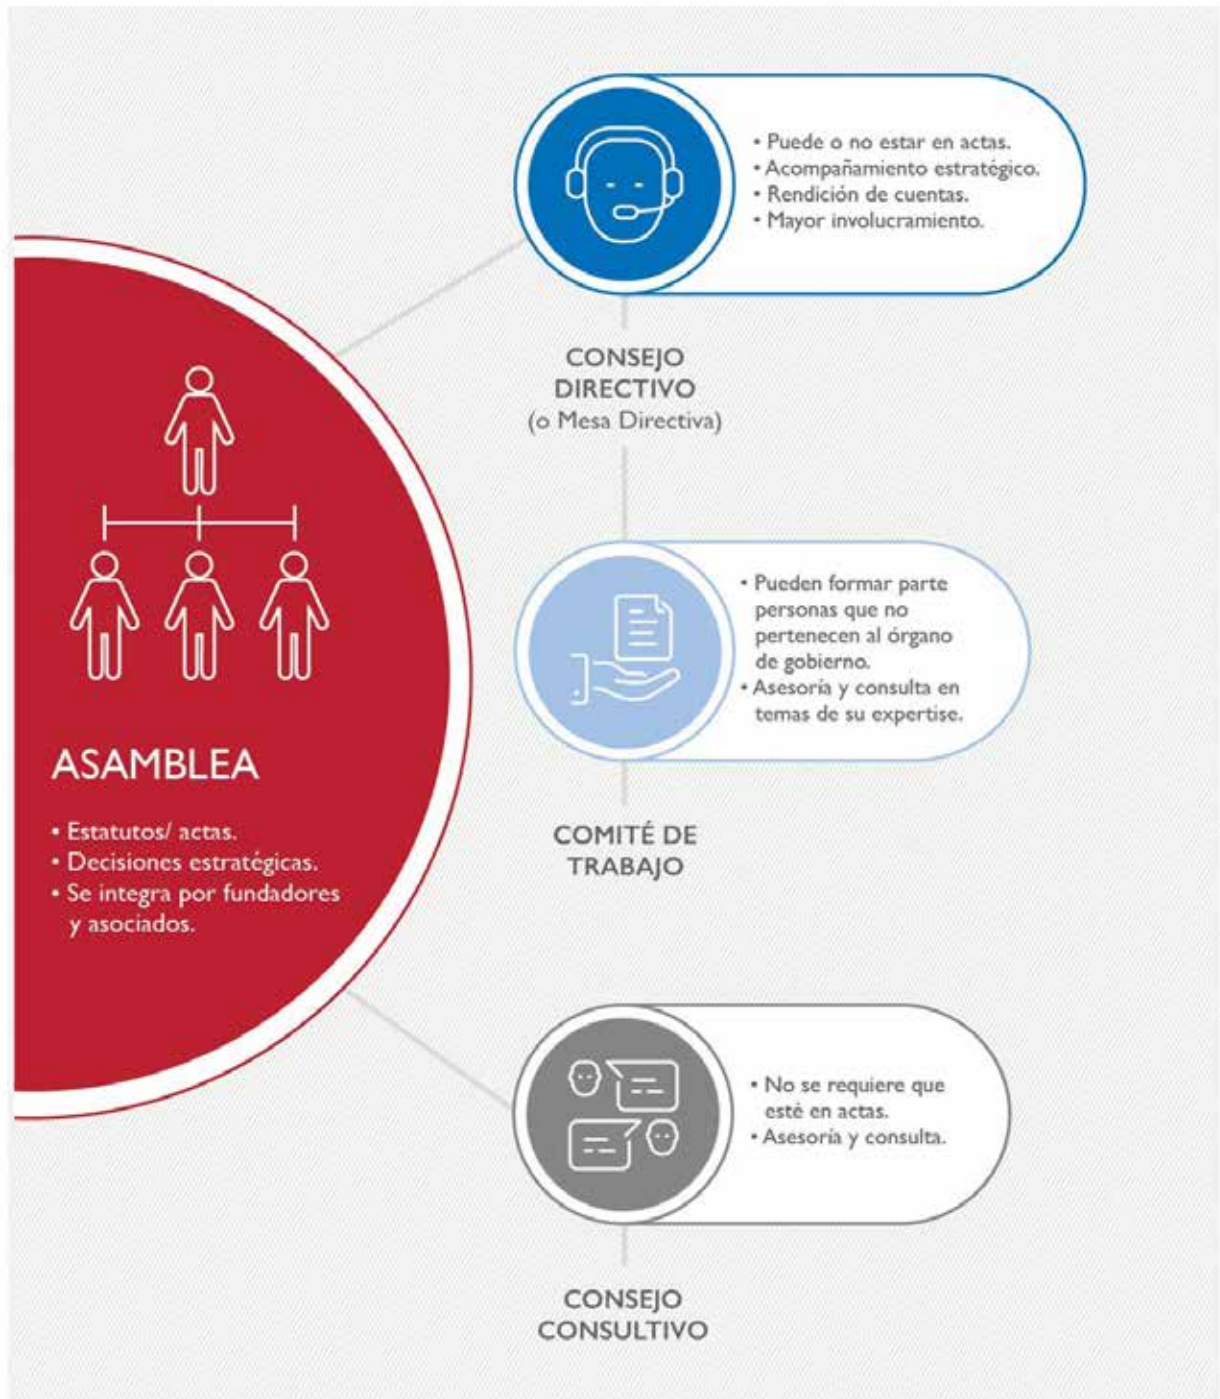 • Puede o no estar en actas.
• Acompañamiento estratégico.
• Rendición de cuentas.
• Mayor involucramiento.
CONSEJO
DIRECTIVO
(o Mesa Directiva)
• Pueden formar parte
personas que no
pertenecen al órgano
de gobierno.
• Asesoría y consulta en
temas de su expertise.
COMITÉ DE
TRABAJO
ASAMBLEA
• Estatutos/ actas.
• Decisiones estratégicas.
• Se integra por fundadores
y asociados.
• No se requiere que
esté en actas.
• Asesoría y consulta.
CONSEJO
CONSULTIVO